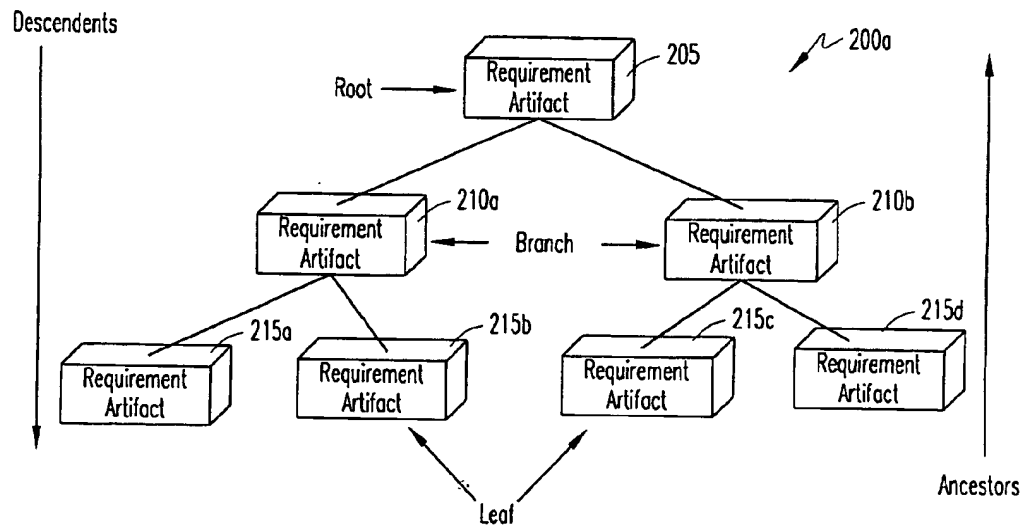 Descendents
200a
205
Requirement
Artifact
Root
210a
Requirement
Artifact
Branch
210b
Requirement
Artifact
215a
Requirement
Artifact
215b
Requirement
Artifact
215c
Requirement
Artifact
215d
Requirement
Artifact
Leaf
Ancestors